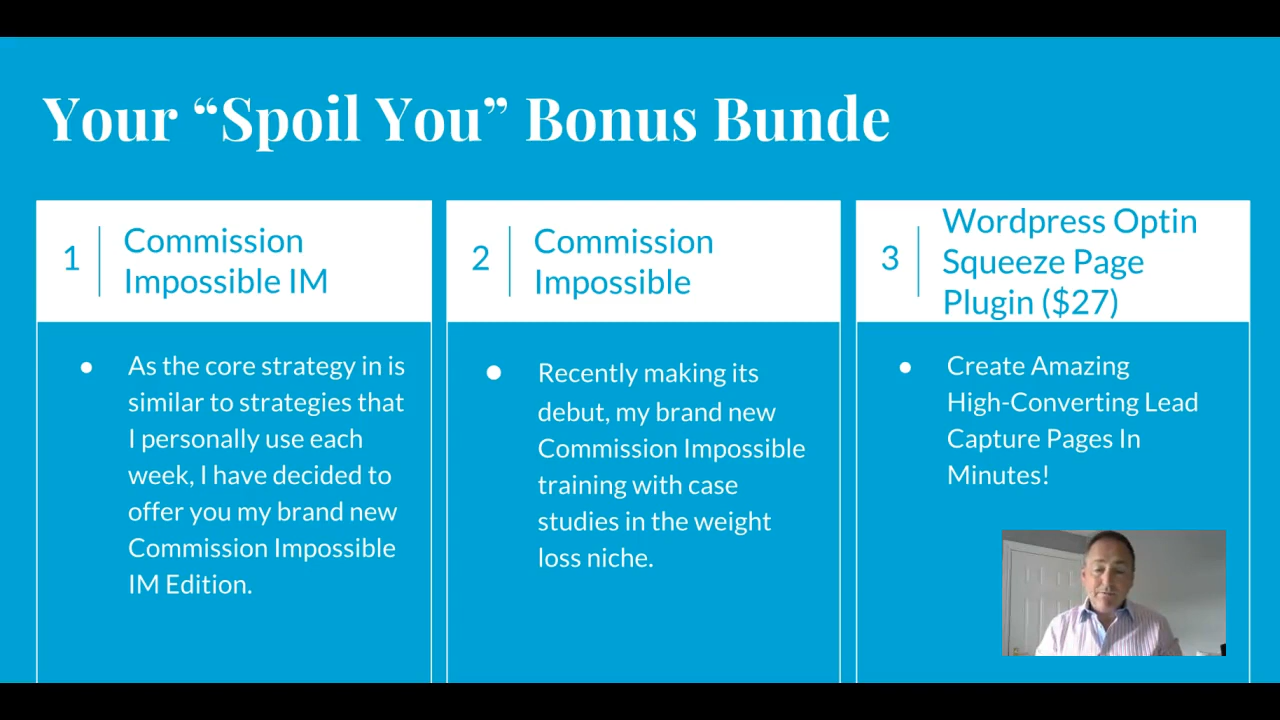 Your “Spoil You” Bonus Bunde
1
Commission
Impossible IM
● As the core strategy in is
similar to strategies that
I personally use each
week, I have decided to
offer you my brand new
Commission Impossible
IM Edition.
2
Commission
Impossible
● Recently making its
debut, my brand new
Commission Impossible
training with case
studies in the weight
loss niche.
3
Wordpress Optin
Squeeze Page
Plugin ($27)
● Create Amazing
High-Converting Lead
Capture Pages In
Minutes!